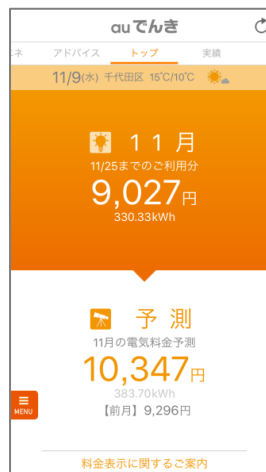 auでんき
ネ アドバイス トップ 実績
11/9(水) 千代田区 15℃/10℃
11月
11/25までのご利用分
9,027円
330.33kWh
予測
11月の電気料金予測
10,347円
383.70kWh
【前月】9,296円
MENU
料金表示に関するご案内